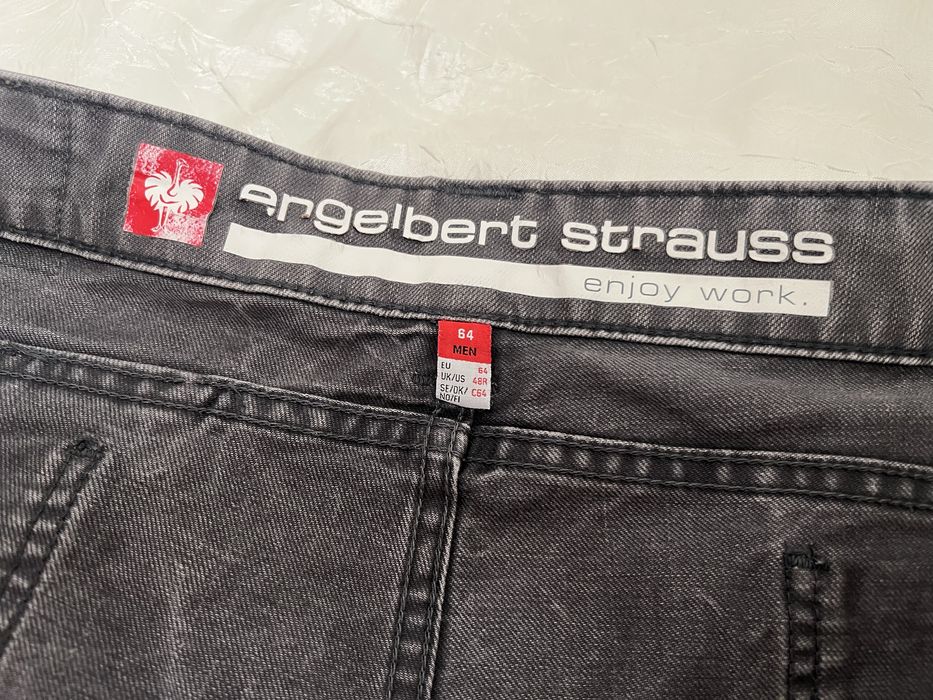 engelbert strauss
enjoy work.
64
MEN
EU 64
UK/US 48R
SE/DK/ C64
NO/FI